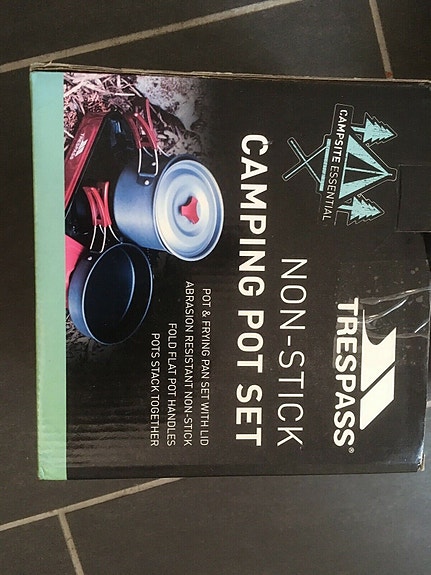 TRESPASS®
NON-STICK
CAMPING POT SET
POT & FRYING PAN SET WITH LID
ABRASION RESISTANT NON-STICK
FOLD FLAT POT HANDLES
POTS STACK TOGETHER
CAMPSITE ESSENTIAL